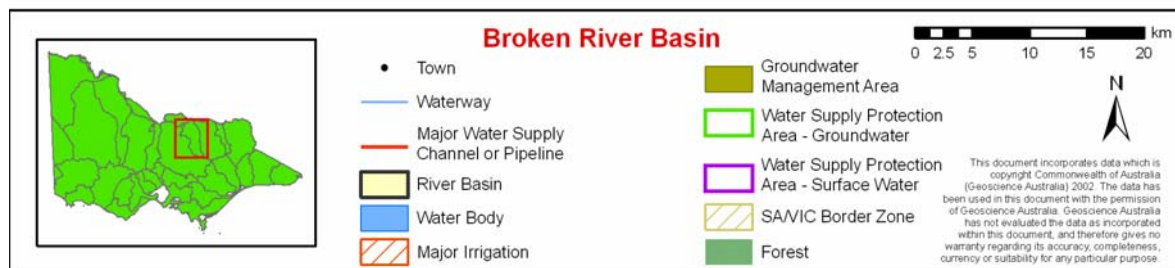 Broken River Basin
Town
Waterway
Major Water Supply
Channel or Pipeline
River Basin
Water Body
Major Irrigation
Groundwater
Management Area
Water Supply Protection
Area - Groundwater
Water Supply Protection
Area - Surface Water
SA/VIC Border Zone
Forest
km
0 2.5 5 10 15 20
N
This document incorporates data which is
copyright Commonwealth of Australia
(Geoscience Australia) 2002. The data has
been used in this document with the permission
of Geoscience Australia. Geoscience Australia
has not evaluated the data as incorporated
within this document, and therefore gives no
warranty regarding its accuracy, completeness,
currency or suitability for any particular purpose.